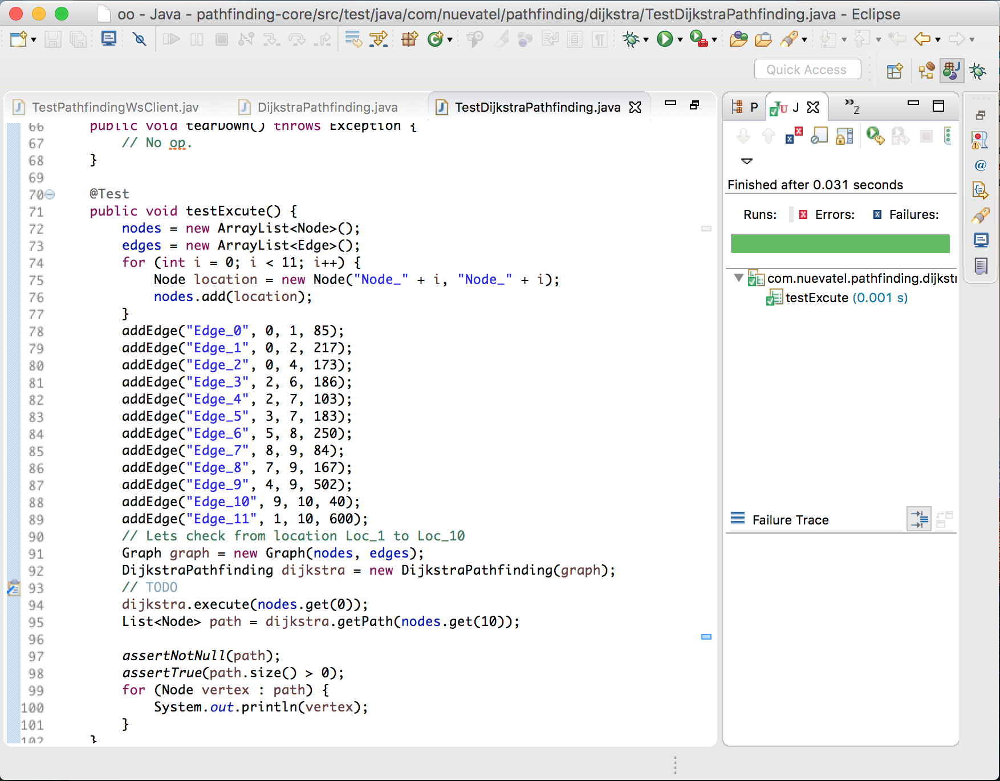 oo - Java - pathfinding-core/src/test/java/com/nuevatel/pathfinding/dijkstra/TestDijkstraPathfinding.java - Eclipse
Quick Access
TestPathfindingWsClient.jav
DijkstraPathfinding.java
TestDijkstraPathfinding.java
66 public void tearDown() throws Exception {
67 // No op.
68 }
69
70 @Test
71 public void testExcute() {
72 nodes = new ArrayList<Node>();
73 edges = new ArrayList<Edge>();
74 for (int i = 0; i < 11; i++) {
75 Node location = new Node("Node_" + i, "Node_" + i);
76 nodes.add(location);
77 }
78 addEdge("Edge_0", 0, 1, 85);
79 addEdge("Edge_1", 0, 2, 217);
80 addEdge("Edge_2", 0, 4, 173);
81 addEdge("Edge_3", 2, 6, 186);
82 addEdge("Edge_4", 2, 7, 103);
83 addEdge("Edge_5", 3, 7, 183);
84 addEdge("Edge_6", 5, 8, 250);
85 addEdge("Edge_7", 8, 9, 84);
86 addEdge("Edge_8", 7, 9, 167);
87 addEdge("Edge_9", 4, 9, 502);
88 addEdge("Edge_10", 9, 10, 40);
89 addEdge("Edge_11", 1, 10, 600);
90 // Lets check from location Loc_1 to Loc_10
91 Graph graph = new Graph(nodes, edges);
92 DijkstraPathfinding dijkstra = new DijkstraPathfinding(graph);
93 // TODO
94 dijkstra.execute(nodes.get(0));
95 List<Node> path = dijkstra.getPath(nodes.get(10));
96
97 assertNotNull(path);
98 assertTrue(path.size() > 0);
99 for (Node vertex : path) {
100 System.out.println(vertex);
101 }
102 }
P
J
»2
Finished after 0.031 seconds
Runs: Errors: Failures:
com.nuevatel.pathfinding.dijkstr
testExcute (0.001 s)
Failure Trace